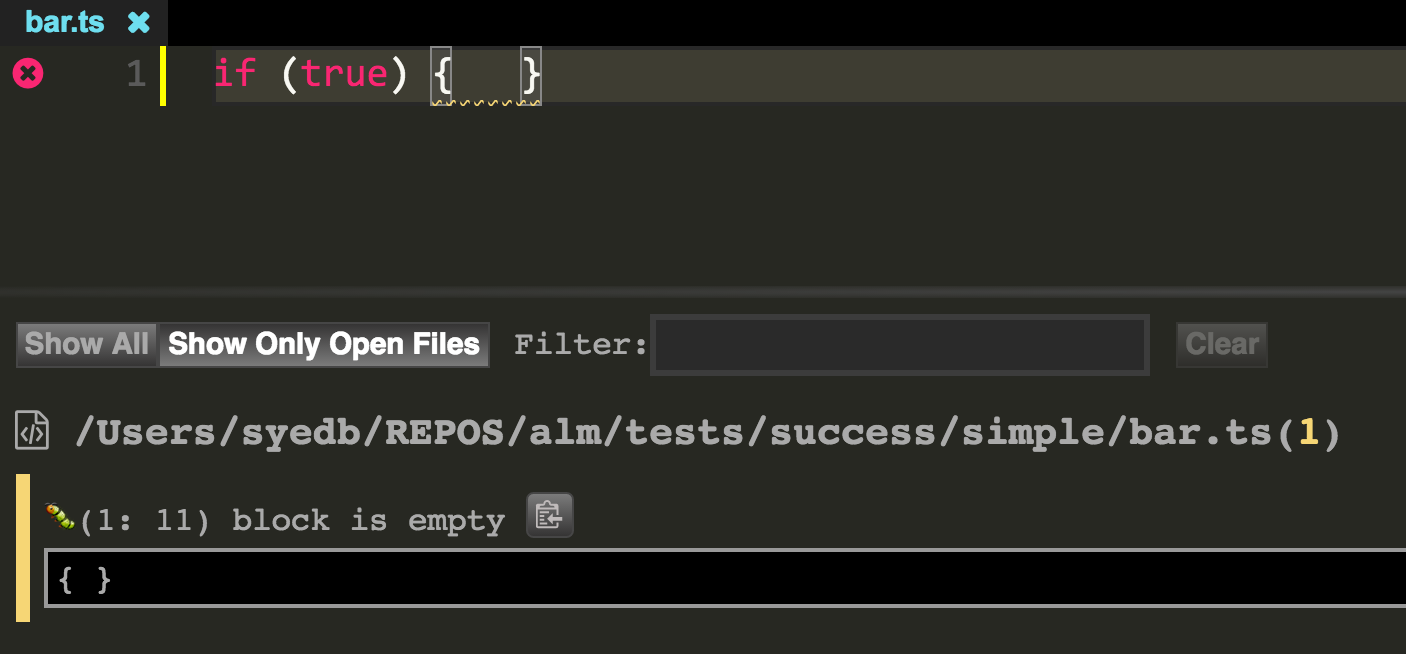 bar.ts
1 if (true) {   }
Show All Show Only Open Files Filter: Clear
/Users/syedb/REPOS/alm/tests/success/simple/bar.ts(1)
(1: 11) block is empty
{ }